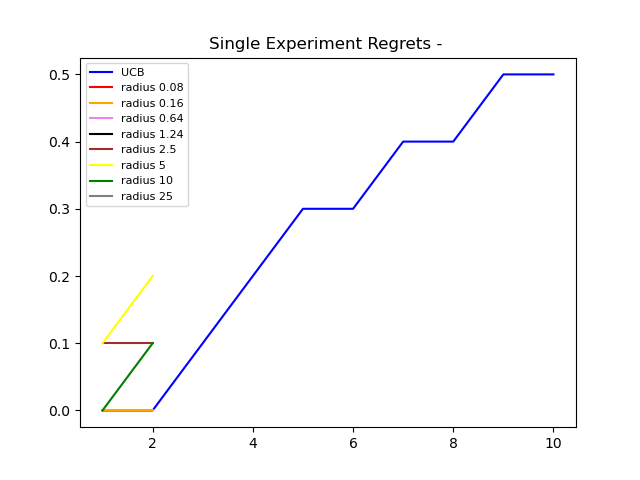 Single Experiment Regrets -
UCB
radius 0.08
radius 0.16
radius 0.64
radius 1.24
radius 2.5
radius 5
radius 10
radius 25
0.5
0.4
0.3
0.2
0.1
0.0
2 4 6 8 10